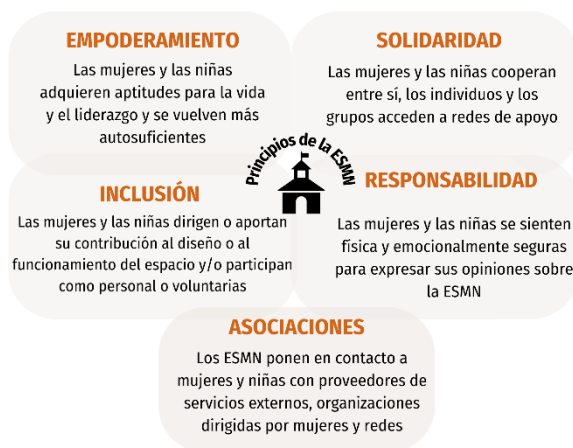 EMPODERAMIENTO
Las mujeres y las niñas
adquieren aptitudes para la vida
y el liderazgo y se vuelven más
autosuficientes
SOLIDARIDAD
Las mujeres y las niñas cooperan
entre sí, los individuos y los
grupos acceden a redes de apoyo
Principios de la ESMN
INCLUSIÓN
Las mujeres y las niñas dirigen o aportan
su contribución al diseño o al
funcionamiento del espacio y/o participan
como personal o voluntarias
RESPONSABILIDAD
Las mujeres y las niñas se sienten
física y emocionalmente seguras
para expresar sus opiniones sobre
la ESMN
ASOCIACIONES
Los ESMN ponen en contacto a
mujeres y niñas con proveedores de
servicios externos, organizaciones
dirigidas por mujeres y redes